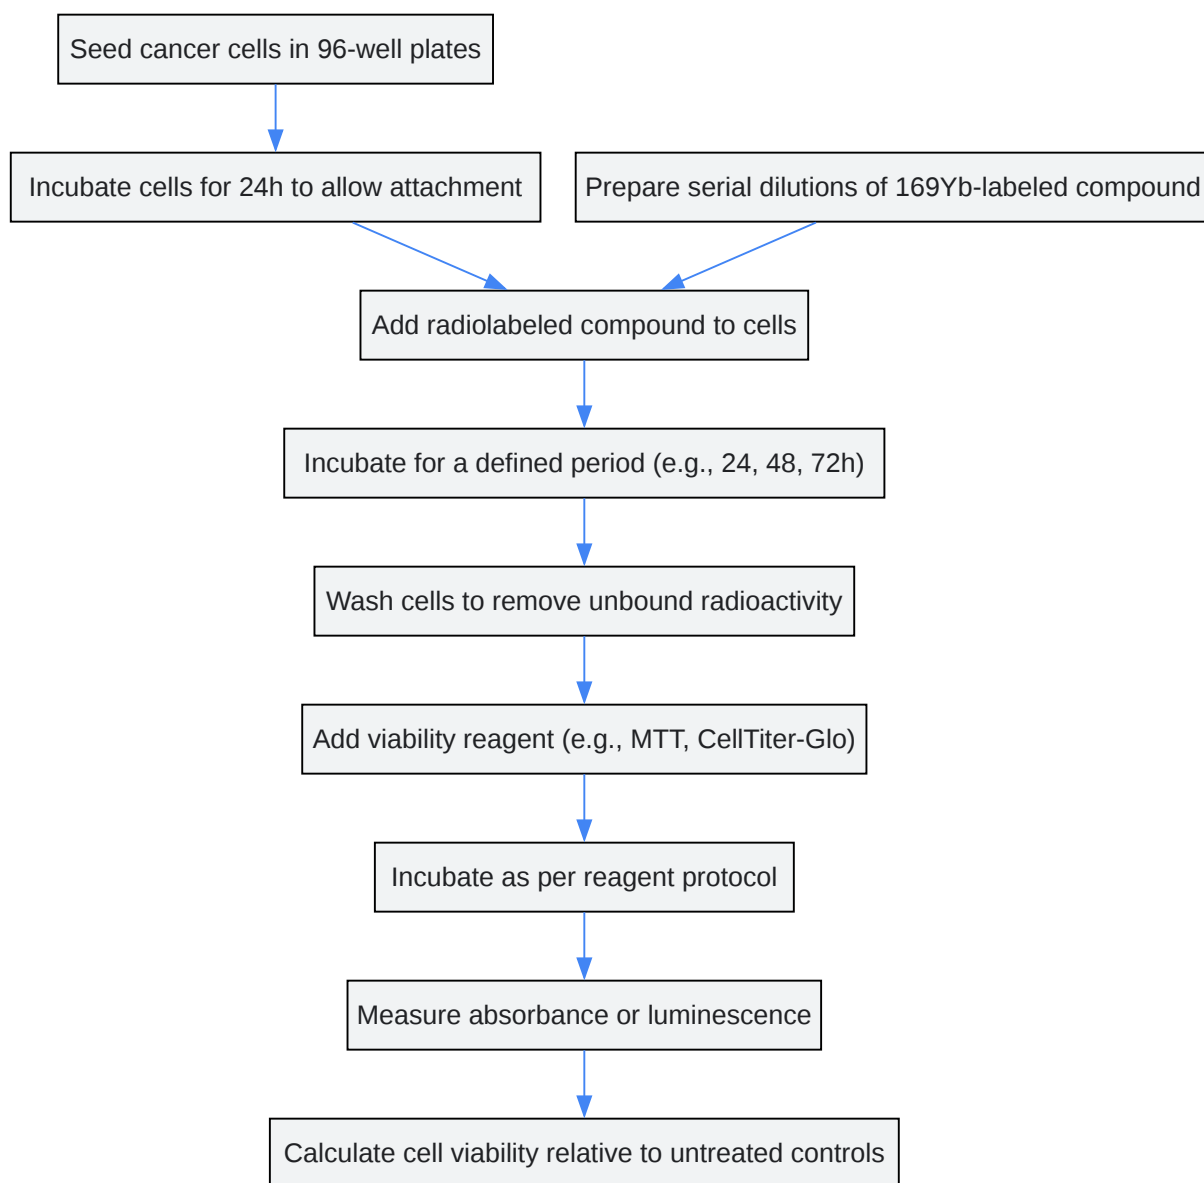 Seed cancer cells in 96-well plates
Incubate cells for 24h to allow attachment
Prepare serial dilutions of 169Yb-labeled compound
Add radiolabeled compound to cells
Incubate for a defined period (e.g., 24, 48, 72h)
Wash cells to remove unbound radioactivity
Add viability reagent (e.g., MTT, CellTiter-Glo)
Incubate as per reagent protocol
Measure absorbance or luminescence
Calculate cell viability relative to untreated controls